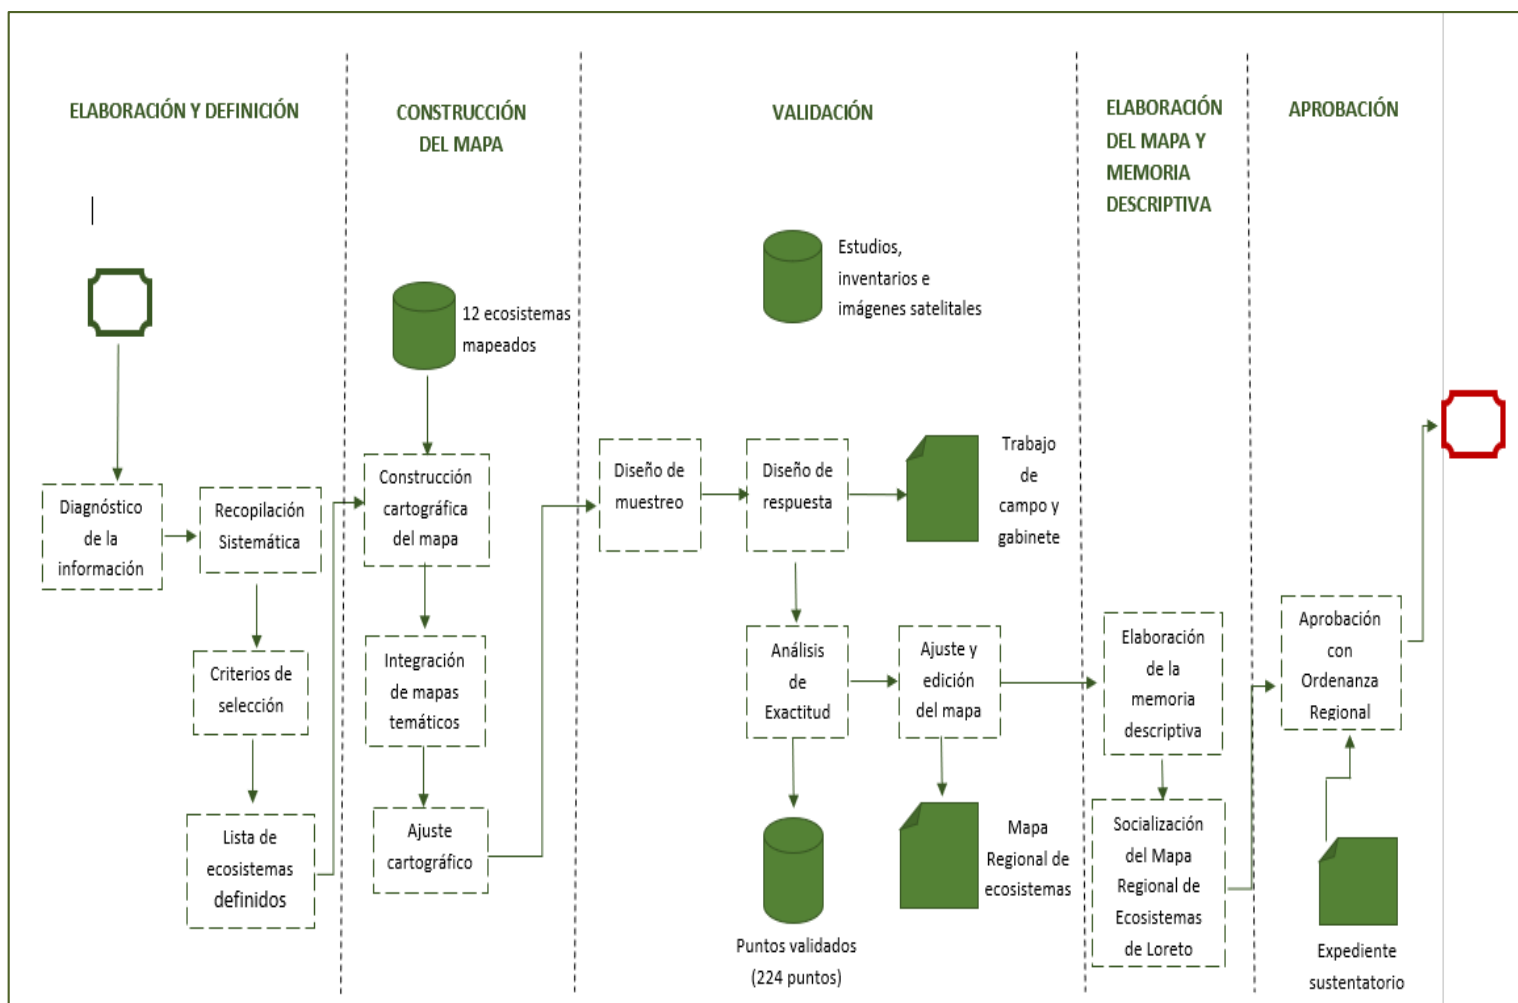 ELABORACIÓN Y DEFINICIÓN
CONSTRUCCIÓN
DEL MAPA
VALIDACIÓN
ELABORACIÓN
DEL MAPA Y
MEMORIA
DESCRIPTIVA
APROBACIÓN
Diagnóstico
de la
información
Recopilación
Sistemática
Criterios de
selección
Lista de
ecosistemas
definidos
12 ecosistemas
mapeados
Construcción
cartográfica
del mapa
Integración
de mapas
temáticos
Ajuste
cartográfico
Estudios,
inventarios e
imágenes satelitales
Diseño de
muestreo
Diseño de
respuesta
Trabajo
de
campo y
gabinete
Análisis
de
Exactitud
Ajuste y
edición
del mapa
Puntos validados
(224 puntos)
Mapa
Regional de
ecosistemas
Elaboración
de la
memoria
descriptiva
Socialización
del Mapa
Regional de
Ecosistemas
de Loreto
Aprobación
con
Ordenanza
Regional
Expediente
sustentatorio